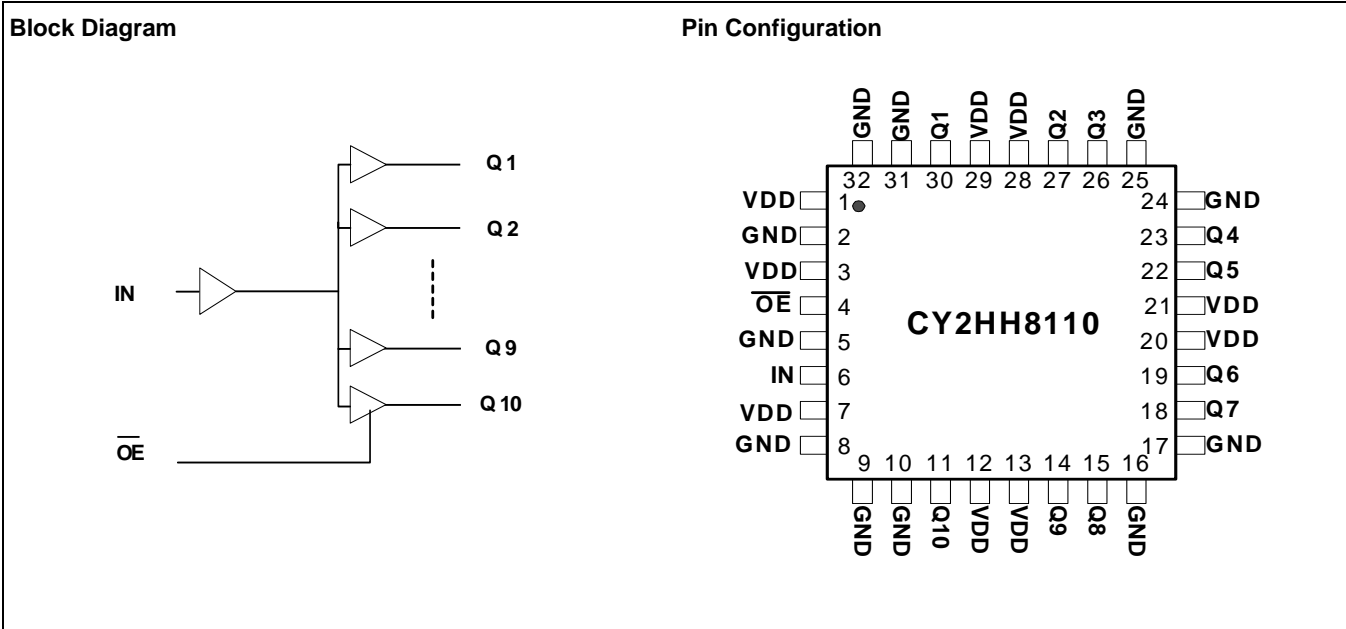 Block Diagram
Pin Configuration
IN
OE
Q1
Q2
Q9
Q10
GND
GND
Q1
VDD
VDD
Q2
Q3
GND
32 31 30 29 28 27 26 25
VDD 1
GND 2
VDD 3
OE 4
GND 5
IN 6
VDD 7
GND 8
CY2HH8110
24 GND
23 Q4
22 Q5
21 VDD
20 VDD
19 Q6
18 Q7
17 GND
9 10 11 12 13 14 15 16
GND
GND
Q10
VDD
VDD
Q9
Q8
GND